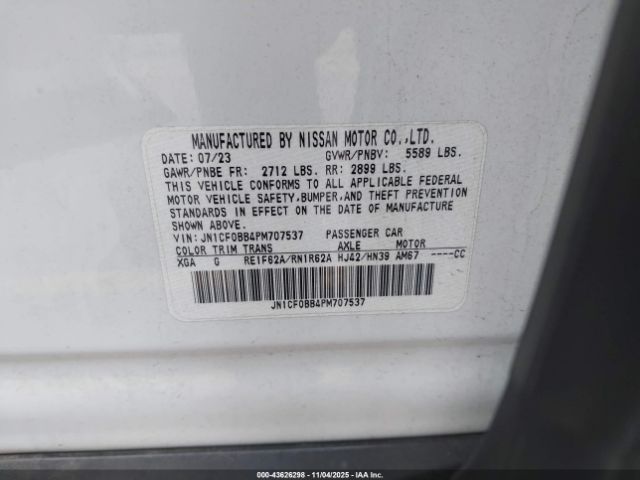 MANUFACTURED BY NISSAN MOTOR CO.,LTD.
DATE: 07/23 GVWR/PNBV: 5589 LBS.
GAWR/PNBE FR: 2712 LBS. RR: 2899 LBS.
THIS VEHICLE CONFORMS TO ALL APPLICABLE FEDERAL
MOTOR VEHICLE SAFETY,BUMPER,AND THEFT PREVENTION
STANDARDS IN EFFECT ON THE DATE OF MANUFACTURE
SHOWN ABOVE.
VIN: JN1CF0BB4PM707537 PASSENGER CAR
COLOR TRIM TRANS AXLE MOTOR
XGA G RE1F62A/RN1R62A HJ42/HN39 AM67 ----CC
JN1CF0BB4PM707537
000-43626298 - 11/04/2025 - IAAI.com